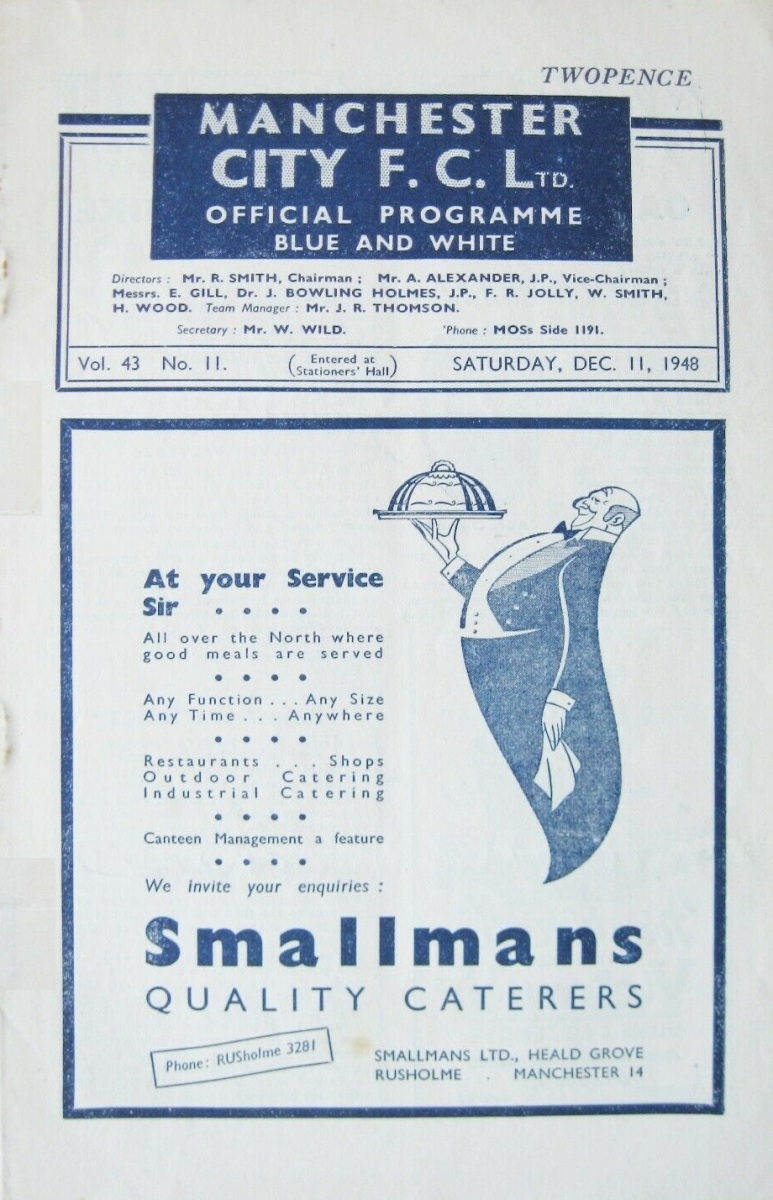 TWOPENCE
MANCHESTER
CITY F. C. LTD.
OFFICIAL PROGRAMME
BLUE AND WHITE
Directors : Mr. R. SMITH, Chairman ; Mr. A. ALEXANDER, J.P., Vice-Chairman ;
Messrs. E. GILL, Dr. J. BOWLING HOLMES, J.P., F. R. JOLLY, W. SMITH,
H. WOOD. Team Manager : Mr. J. R. THOMSON.
Secretary : Mr. W. WILD. 'Phone : MOSs Side 1191.
Vol. 43 No. 11. (Entered at Stationers' Hall) SATURDAY, DEC. 11, 1948
At your Service
Sir . . . .
All over the North where
good meals are served
. . . .
Any Function . . . Any Size
Any Time . . . Anywhere
. . . .
Restaurants . . . Shops
Outdoor Catering
Industrial Catering
. . . .
Canteen Management a feature
. . . .
We invite your enquiries :
Smallmans
QUALITY CATERERS
Phone: RUSholme 3281
SMALLMANS LTD., HEALD GROVE
RUSHOLME . MANCHESTER 14